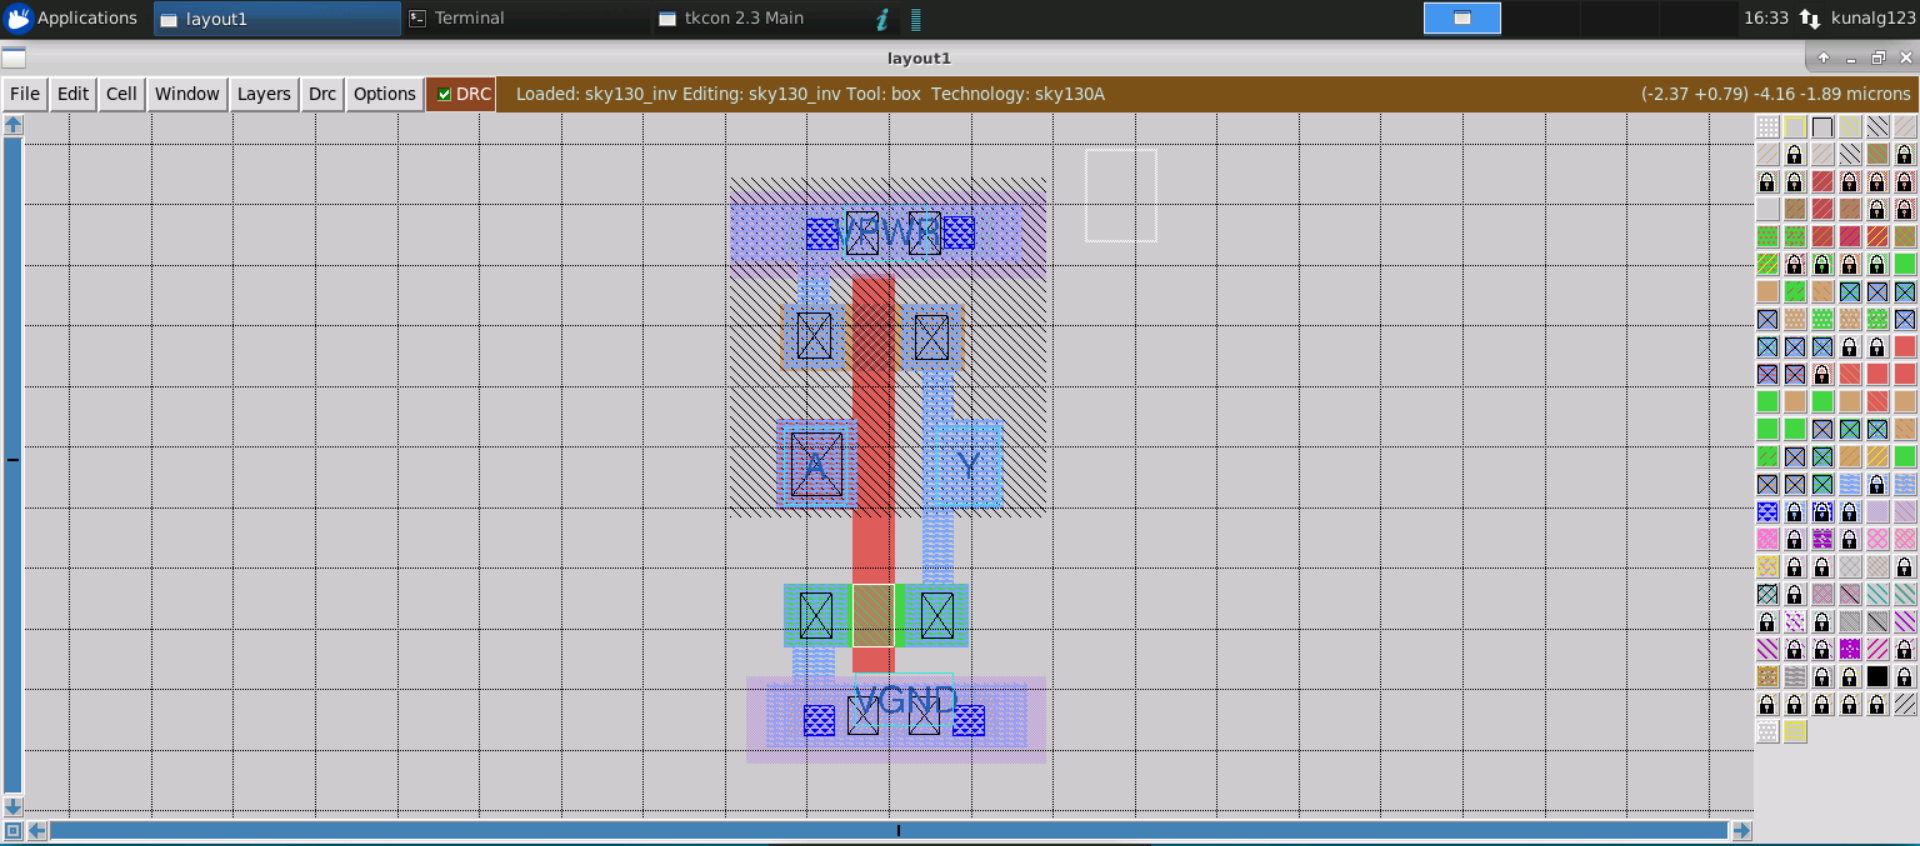 Applications layout1 Terminal tkcon 2.3 Main i 16:33 kunalg123
layout1
File Edit Cell Window Layers Drc Options DRC Loaded: sky130_inv Editing: sky130_inv Tool: box Technology: sky130A (-2.37 +0.79) -4.16 -1.89 microns
VPWR
A Y
VGND